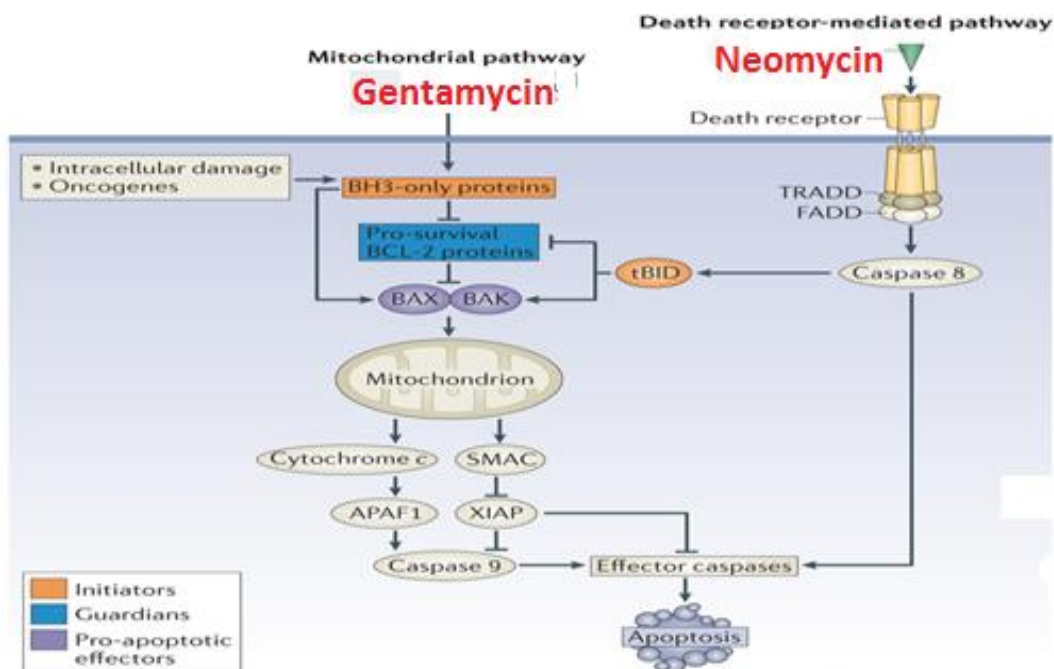 Death receptor-mediated pathway
Mitochondrial pathway
Neomycin
Gentamycin
Death receptor
• Intracellular damage
• Oncogenes
BH3-only proteins
TRADD
FADD
Pro-survival
BCL-2 proteins
tBID
Caspase 8
BAX
BAK
Mitochondrion
Cytochrome c
SMAC
APAF1
XIAP
Caspase 9
Effector caspases
Initiators
Guardians
Pro-apoptotic
effectors
Apoptosis